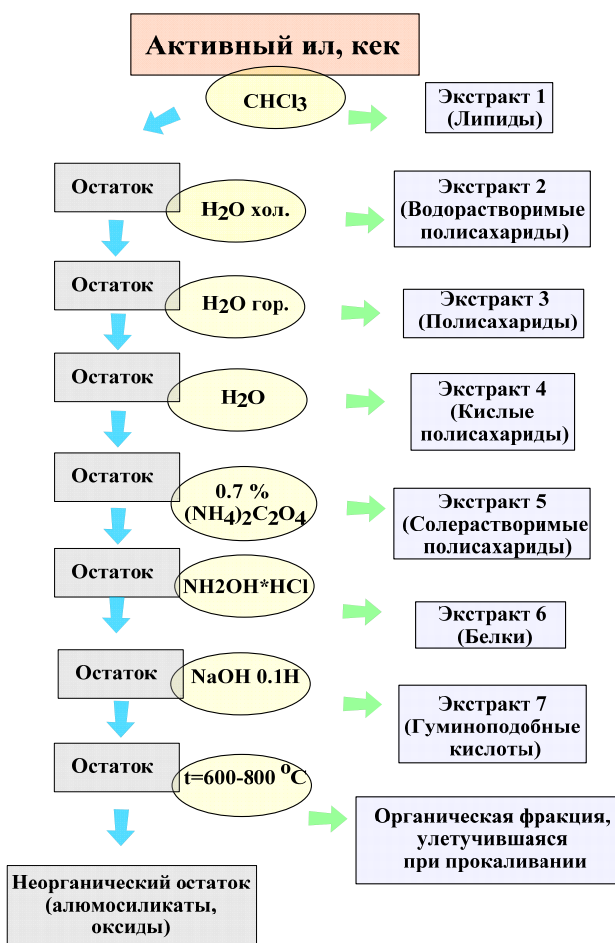 Активный ил, кек
CHCl3
Экстракт 1
(Липиды)
Остаток
H2O хол.
Экстракт 2
(Водорастворимые
полисахариды)
Остаток
H2O гор.
Экстракт 3
(Полисахариды)
Остаток
H2O
Экстракт 4
(Кислые
полисахариды)
Остаток
0.7 %
(NH4)2C2O4
Экстракт 5
(Солерастворимые
полисахариды)
Остаток
NH2OH*HCl
Экстракт 6
(Белки)
Остаток
NaOH 0.1Н
Экстракт 7
(Гуминоподобные
кислоты)
Остаток
t=600-800 °C
Органическая фракция,
улетучившаяся
при прокаливании
Неорганический остаток
(алюмосиликаты,
оксиды)